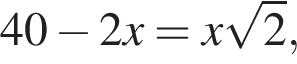 40 − 2x = x√2,